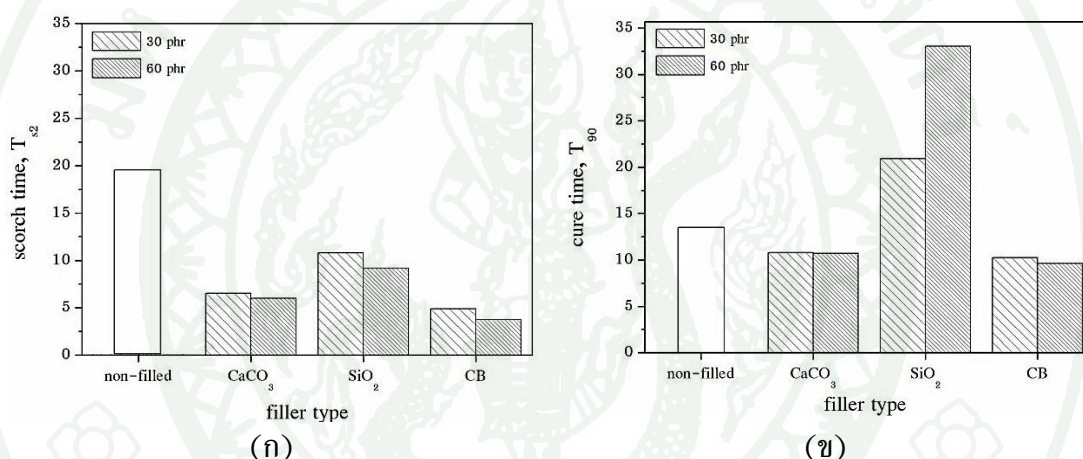 35
30
25
20
15
10
5
0
scorch time, T s2
30 phr
60 phr
non-filled CaCO3 SiO2 CB
filler type
(ก)
35
30
25
20
15
10
5
0
cure time, T 90
30 phr
60 phr
non-filled CaCO3 SiO2 CB
filler type
(ข)